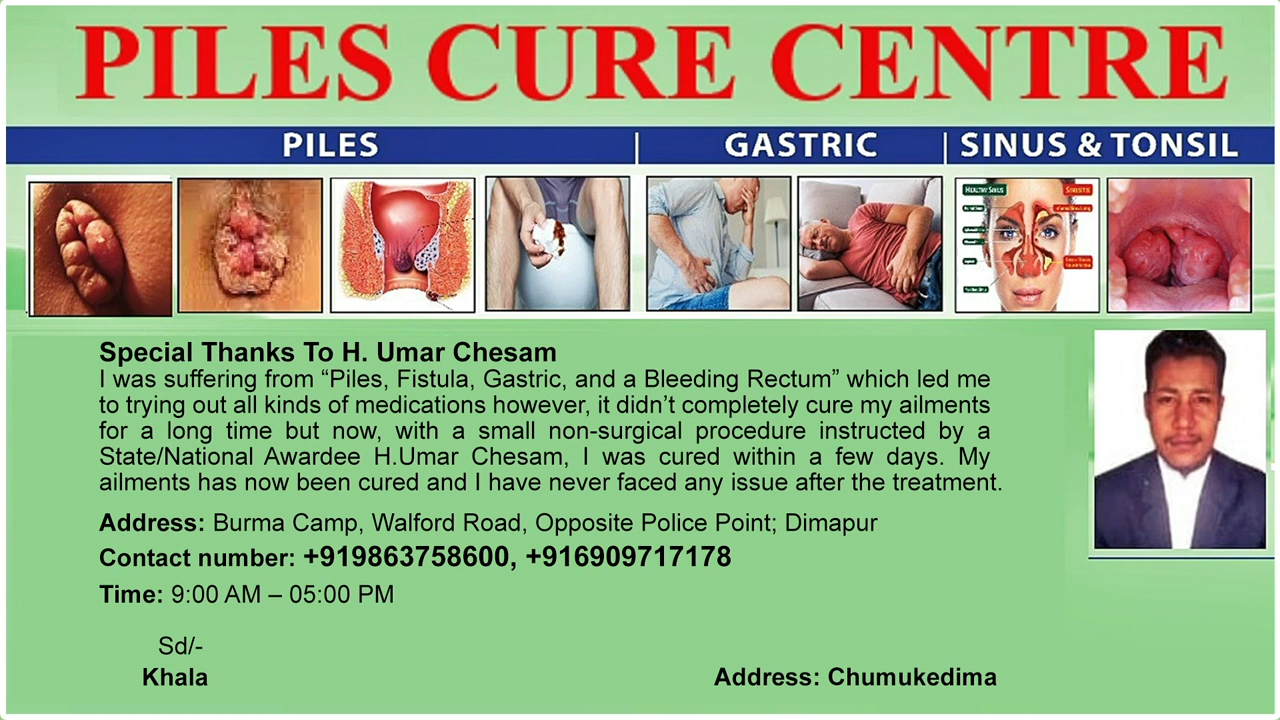 PILES CURE CENTRE
PILES | GASTRIC | SINUS & TONSIL
HEALTHY SINUS
SINUSITIS
Special Thanks To H. Umar Chesam
I was suffering from “Piles, Fistula, Gastric, and a Bleeding Rectum” which led me
to trying out all kinds of medications however, it didn’t completely cure my ailments
for a long time but now, with a small non-surgical procedure instructed by a
State/National Awardee H.Umar Chesam, I was cured within a few days. My
ailments has now been cured and I have never faced any issue after the treatment.
Address: Burma Camp, Walford Road, Opposite Police Point; Dimapur
Contact number: +919863758600, +916909717178
Time: 9:00 AM – 05:00 PM
Sd/-
Khala
Address: Chumukedima